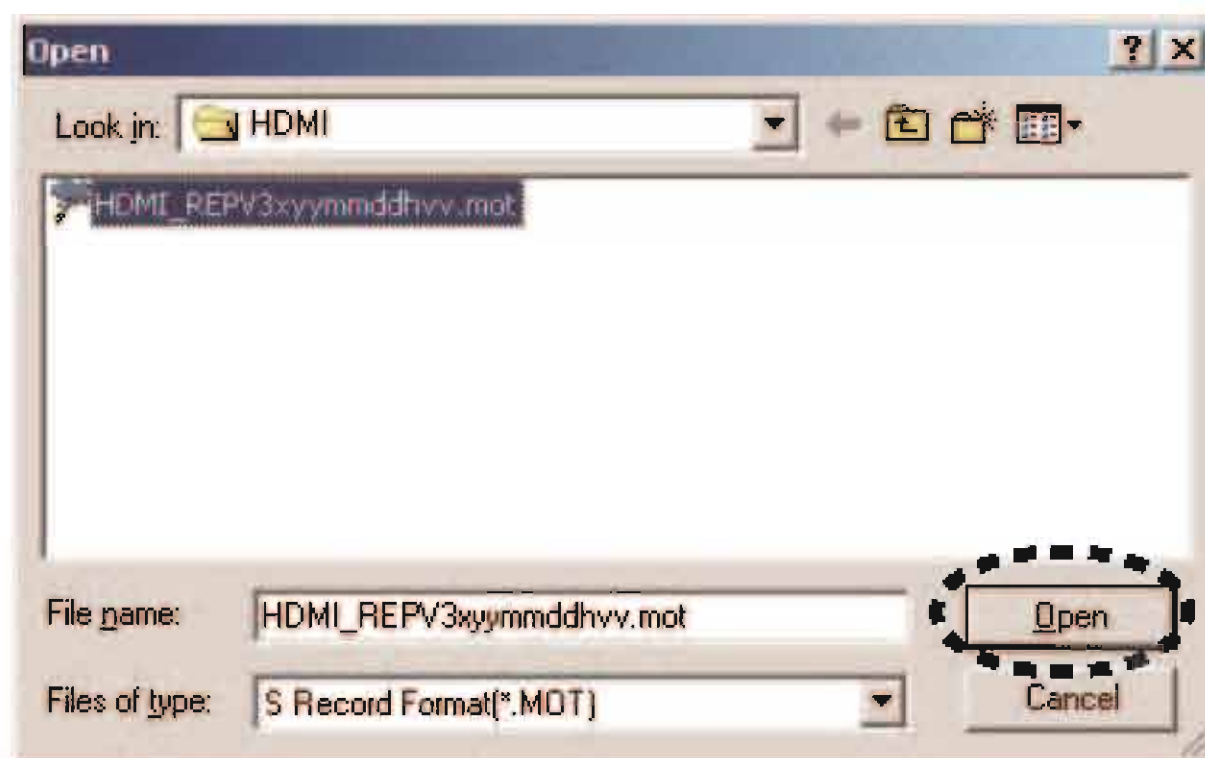 Open
Look in: HDMI
HDMI_REPV3xyymmddhvv.mot
File name: HDMI_REPV3xyymmddhvv.mot Open
Files of type: S Record Format(*.MOT) Cancel